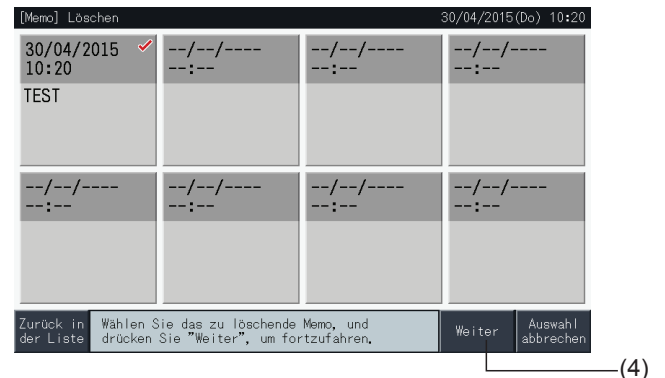 [Memo] Löschen 30/04/2015(Do) 10:20
30/04/2015 --/--/---- --/--/---- --/--/----
10:20 --:-- --:-- --:--
TEST
--/--/---- --/--/---- --/--/---- --/--/----
--:-- --:-- --:-- --:--
Zurück in Wählen Sie das zu löschende Memo, und Weiter Auswahl
der Liste drücken Sie "Weiter", um fortzufahren. abbrechen
(4)